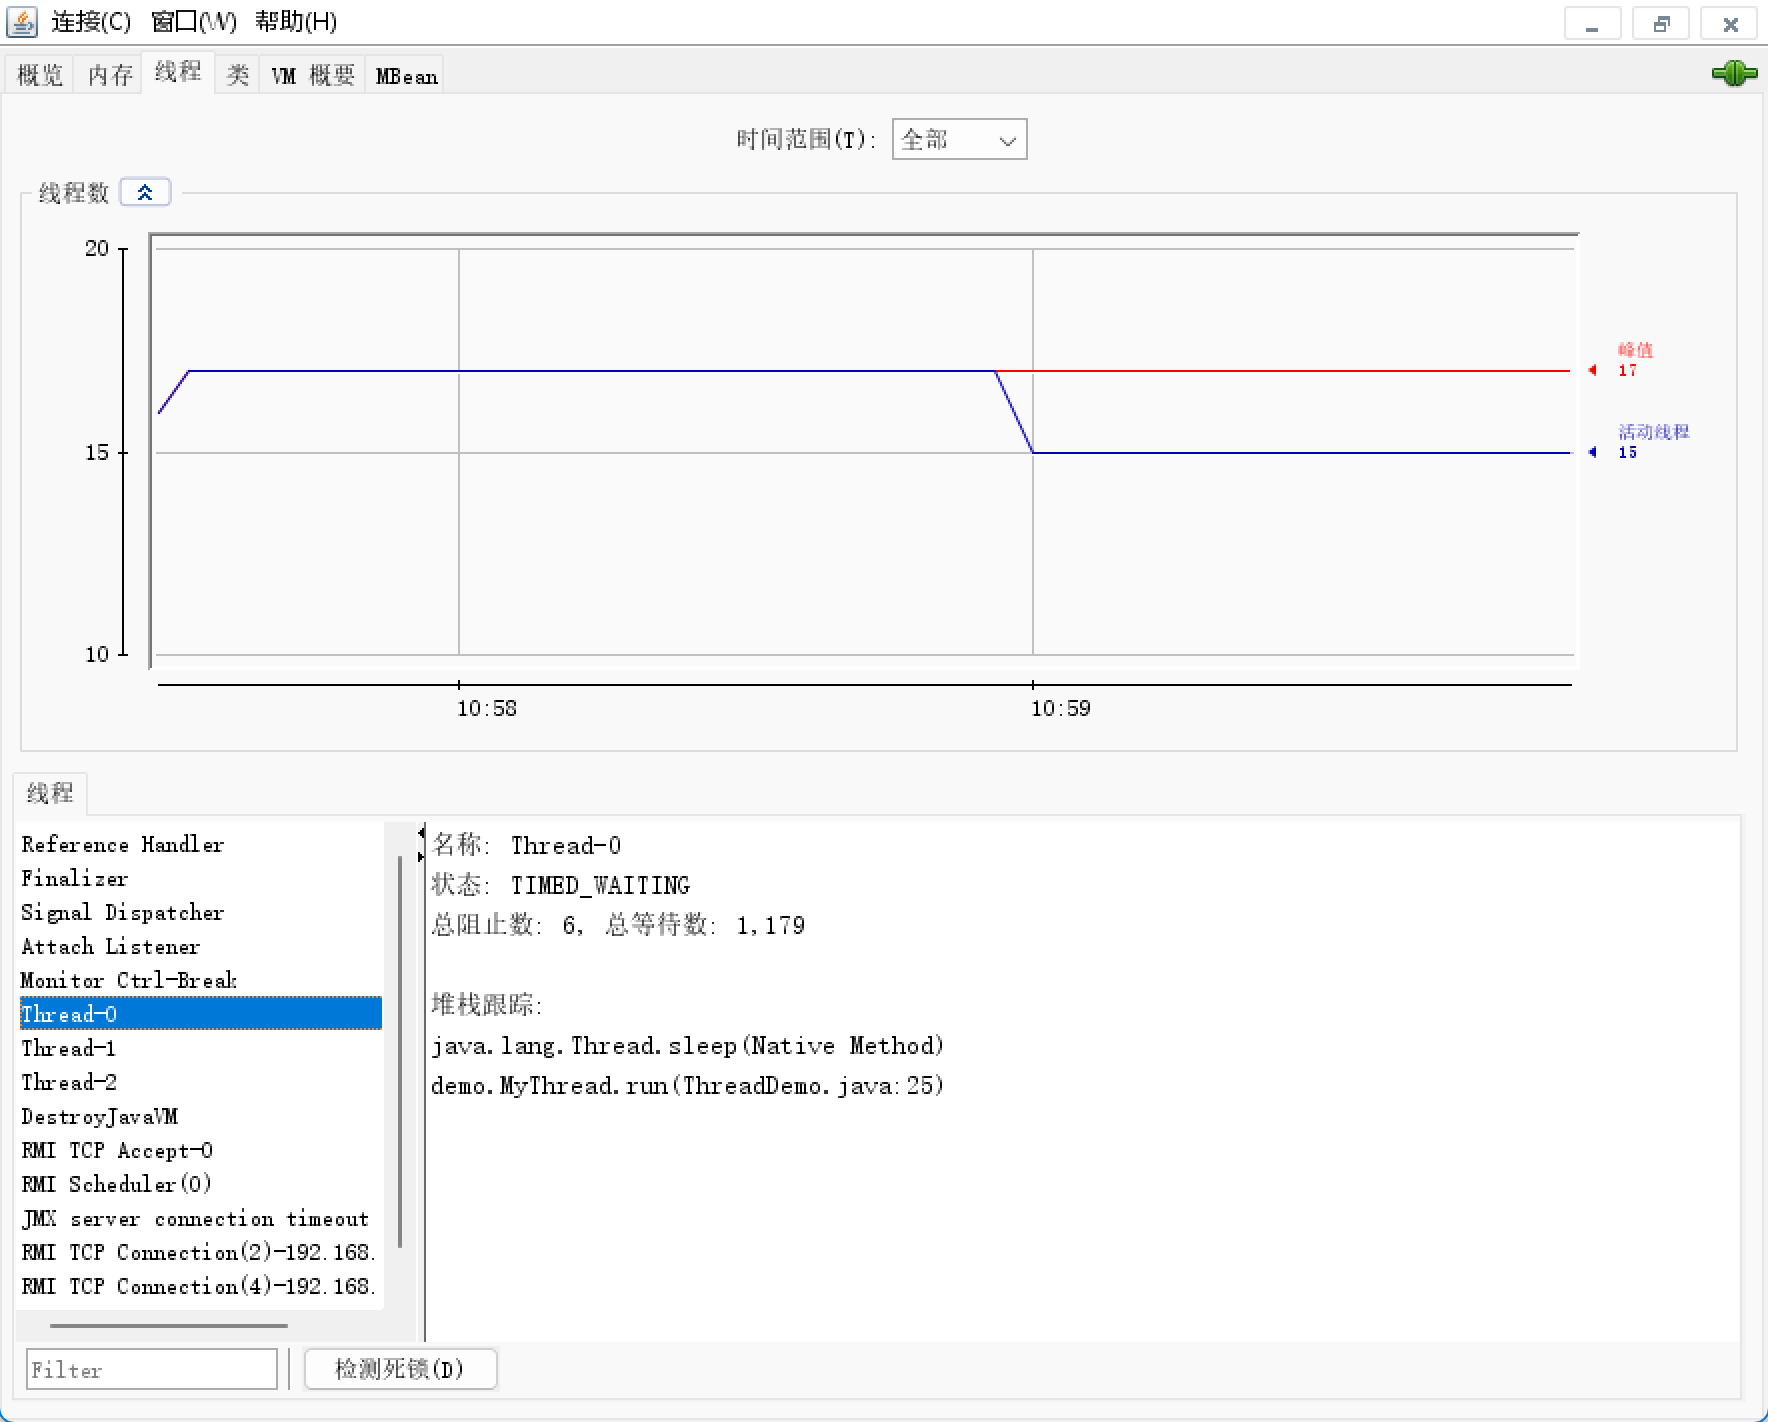 连接(C) 窗口(W) 帮助(H)
概览 内存 线程 类 VM 概要 MBean
时间范围(T): 全部
线程数
20
15
10
峰值
17
活动线程
15
10:58 10:59
线程
Reference Handler
Finalizer
Signal Dispatcher
Attach Listener
Monitor Ctrl-Break
Thread-0
Thread-1
Thread-2
DestroyJavaVM
RMI TCP Accept-0
RMI Scheduler(0)
JMX server connection timeout
RMI TCP Connection(2)-192.168.
RMI TCP Connection(4)-192.168.
名称: Thread-0
状态: TIMED_WAITING
总阻止数: 6, 总等待数: 1,179
堆栈跟踪:
java.lang.Thread.sleep(Native Method)
demo.MyThread.run(ThreadDemo.java:25)
Filter 检测死锁(D)